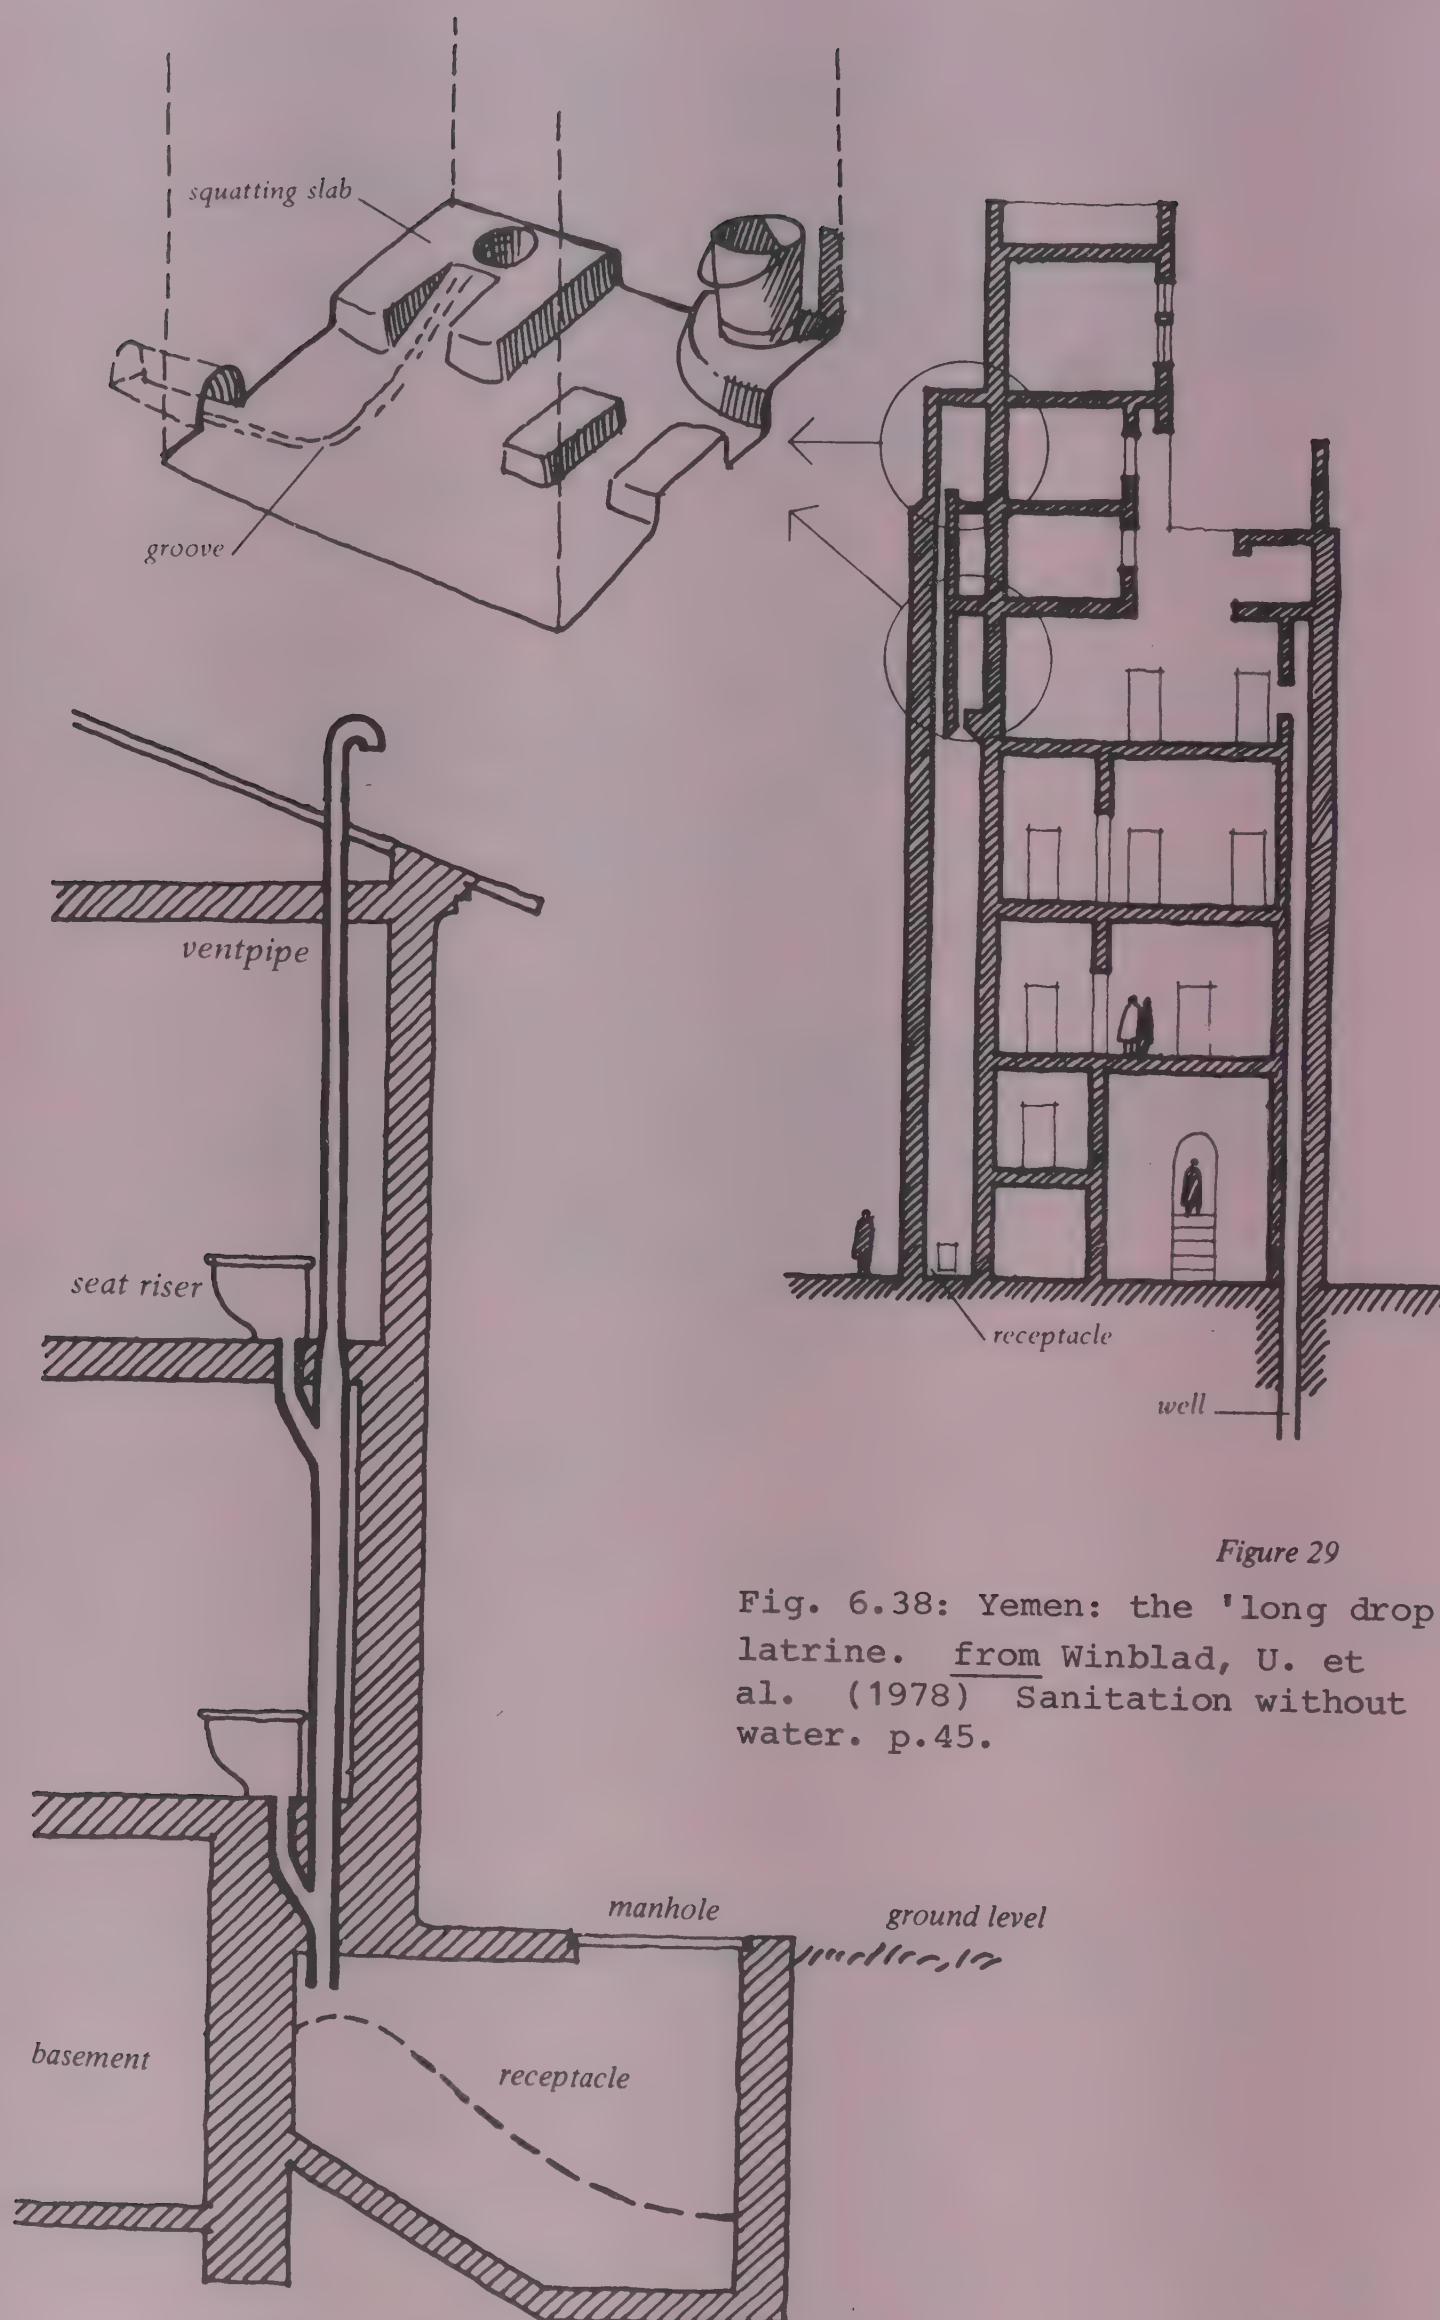 squatting slab
groove
ventpipe
seat riser
receptacle
well
Figure 29
Fig. 6.38: Yemen: the 'long drop
latrine. from Winblad, U. et
al. (1978) Sanitation without
water. p.45.
manhole
ground level
basement
receptacle